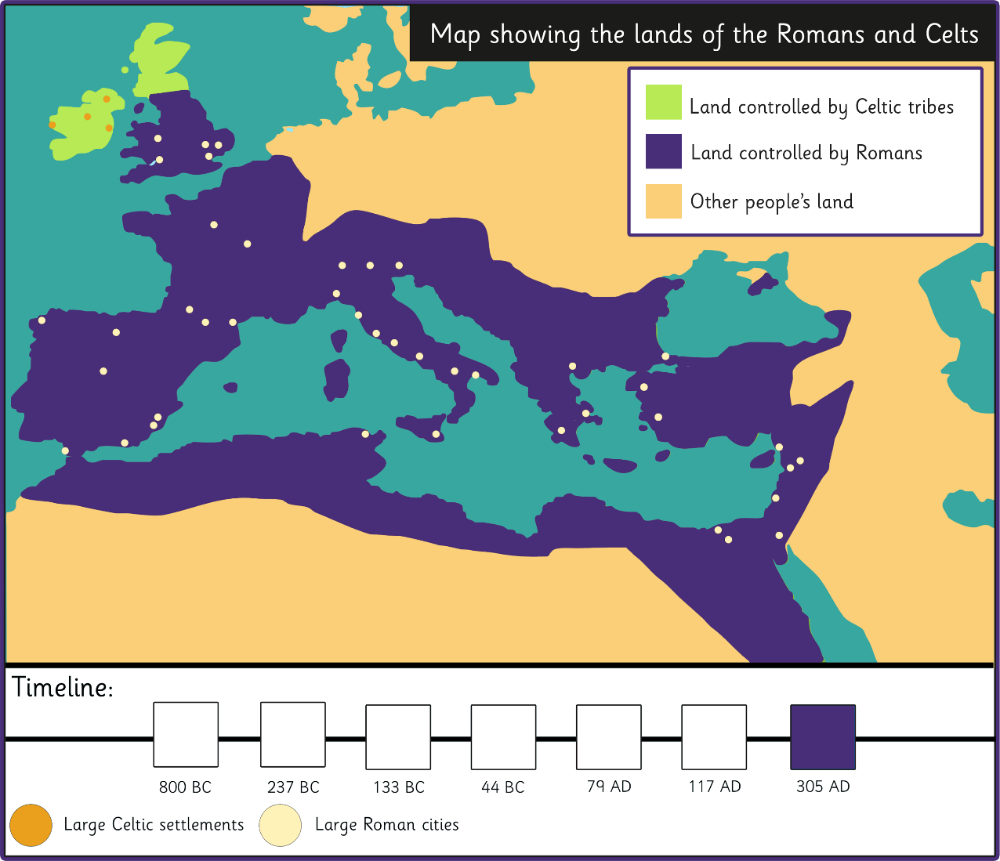 Map showing the lands of the Romans and Celts
Land controlled by Celtic tribes
Land controlled by Romans
Other people's land
Timeline:
800 BC
237 BC
133 BC
44 BC
79 AD
117 AD
305 AD
Large Celtic settlements
Large Roman cities